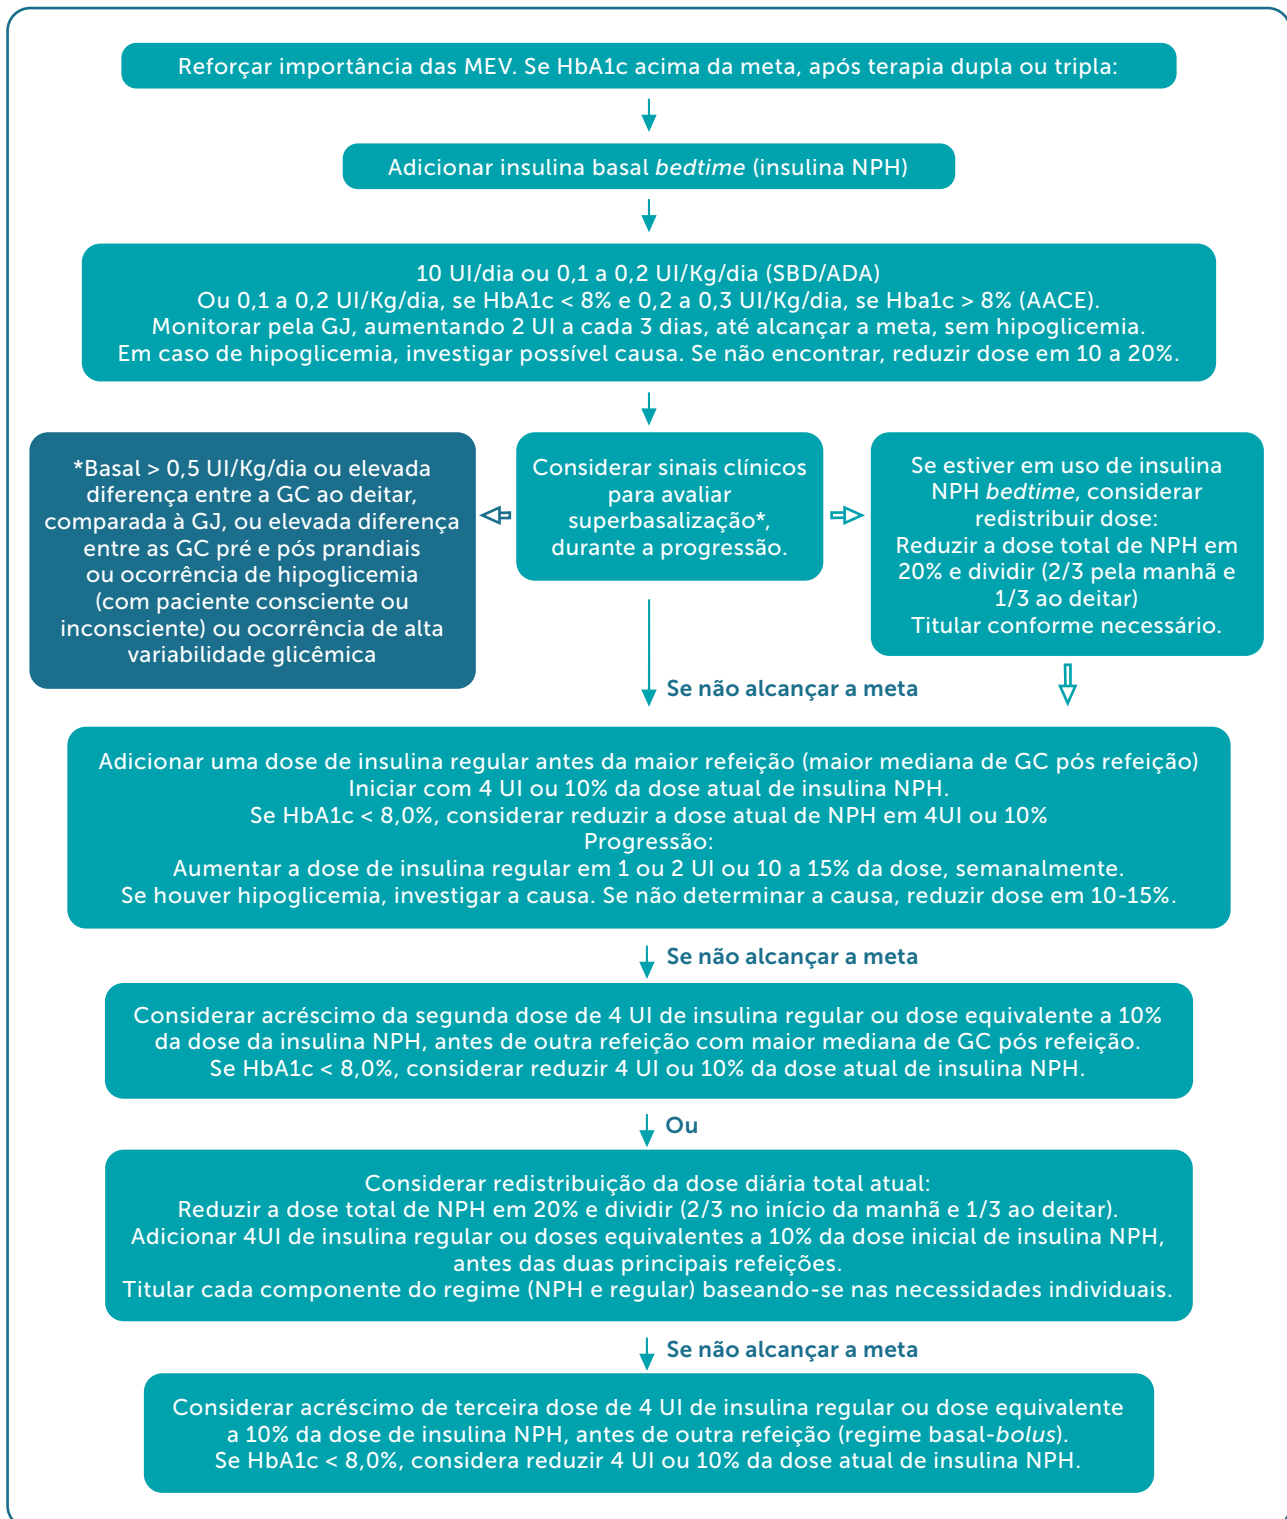 Reforçar importância das MEV. Se HbA1c acima da meta, após terapia dupla ou tripla:
Adicionar insulina basal bedtime (insulina NPH)
10 UI/dia ou 0,1 a 0,2 UI/Kg/dia (SBD/ADA)
Ou 0,1 a 0,2 UI/Kg/dia, se HbA1c < 8% e 0,2 a 0,3 UI/Kg/dia, se Hba1c > 8% (AACE).
Monitorar pela GJ, aumentando 2 UI a cada 3 dias, até alcançar a meta, sem hipoglicemia.
Em caso de hipoglicemia, investigar possível causa. Se não encontrar, reduzir dose em 10 a 20%.
*Basal > 0,5 UI/Kg/dia ou elevada
diferença entre a GC ao deitar,
comparada à GJ, ou elevada diferença
entre as GC pré e pós prandiais
ou ocorrência de hipoglicemia
(com paciente consciente ou
inconsciente) ou ocorrência de alta
variabilidade glicêmica
Considerar sinais clínicos
para avaliar
superbasalização*,
durante a progressão.
Se estiver em uso de insulina
NPH bedtime, considerar
redistribuir dose:
Reduzir a dose total de NPH em
20% e dividir (2/3 pela manhã e
1/3 ao deitar)
Titular conforme necessário.
Se não alcançar a meta
Adicionar uma dose de insulina regular antes da maior refeição (maior mediana de GC pós refeição)
Iniciar com 4 UI ou 10% da dose atual de insulina NPH.
Se HbA1c < 8,0%, considerar reduzir a dose atual de NPH em 4UI ou 10%
Progressão:
Aumentar a dose de insulina regular em 1 ou 2 UI ou 10 a 15% da dose, semanalmente.
Se houver hipoglicemia, investigar a causa. Se não determinar a causa, reduzir dose em 10-15%.
Se não alcançar a meta
Considerar acréscimo da segunda dose de 4 UI de insulina regular ou dose equivalente a 10%
da dose da insulina NPH, antes de outra refeição com maior mediana de GC pós refeição.
Se HbA1c < 8,0%, considerar reduzir 4 UI ou 10% da dose atual de insulina NPH.
Ou
Considerar redistribuição da dose diária total atual:
Reduzir a dose total de NPH em 20% e dividir (2/3 no início da manhã e 1/3 ao deitar).
Adicionar 4UI de insulina regular ou doses equivalentes a 10% da dose inicial de insulina NPH,
antes das duas principais refeições.
Titular cada componente do regime (NPH e regular) baseando-se nas necessidades individuais.
Se não alcançar a meta
Considerar acréscimo de terceira dose de 4 UI de insulina regular ou dose equivalente
a 10% da dose de insulina NPH, antes de outra refeição (regime basal-bolus).
Se HbA1c < 8,0%, considera reduzir 4 UI ou 10% da dose atual de insulina NPH.